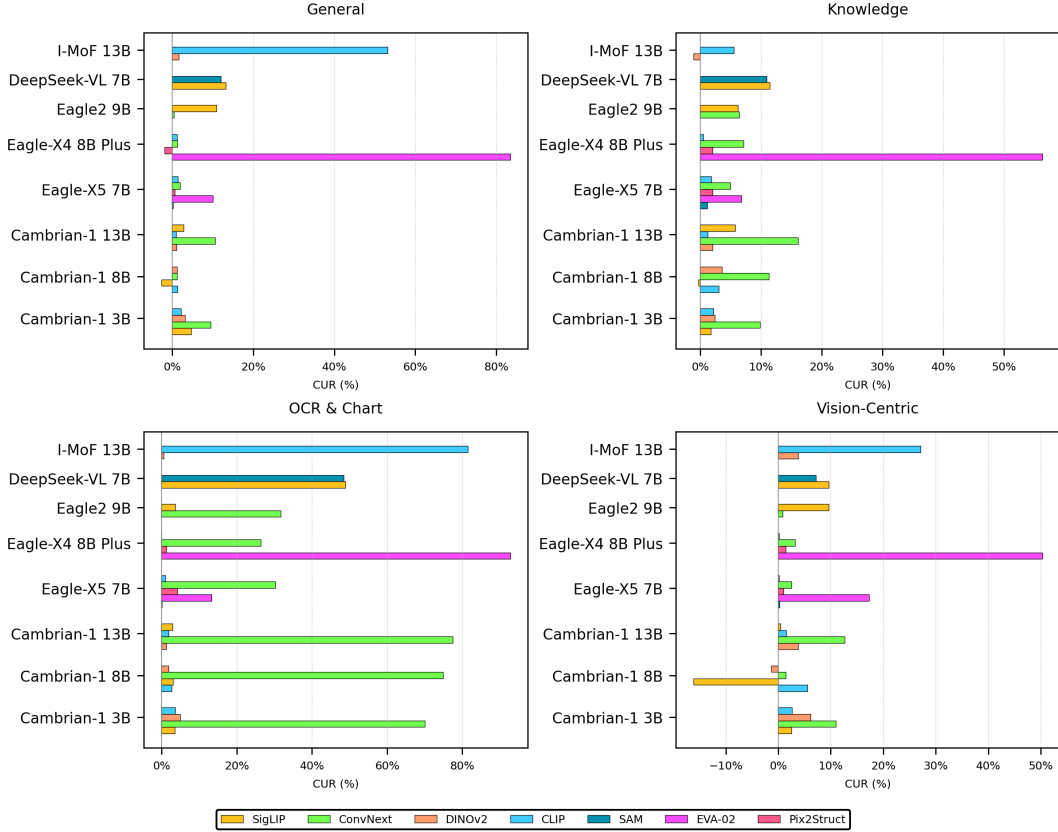 General
I-MoF 13B
DeepSeek-VL 7B
Eagle2 9B
Eagle-X4 8B Plus
Eagle-X5 7B
Cambrian-1 13B
Cambrian-1 8B
Cambrian-1 3B
0% 20% 40% 60% 80%
CUR (%)
Knowledge
I-MoF 13B
DeepSeek-VL 7B
Eagle2 9B
Eagle-X4 8B Plus
Eagle-X5 7B
Cambrian-1 13B
Cambrian-1 8B
Cambrian-1 3B
0% 10% 20% 30% 40% 50%
CUR (%)
OCR & Chart
I-MoF 13B
DeepSeek-VL 7B
Eagle2 9B
Eagle-X4 8B Plus
Eagle-X5 7B
Cambrian-1 13B
Cambrian-1 8B
Cambrian-1 3B
0% 20% 40% 60% 80%
CUR (%)
Vision-Centric
I-MoF 13B
DeepSeek-VL 7B
Eagle2 9B
Eagle-X4 8B Plus
Eagle-X5 7B
Cambrian-1 13B
Cambrian-1 8B
Cambrian-1 3B
−10% 0% 10% 20% 30% 40% 50%
CUR (%)
SigLIP ConvNext DINOv2 CLIP SAM EVA-02 Pix2Struct